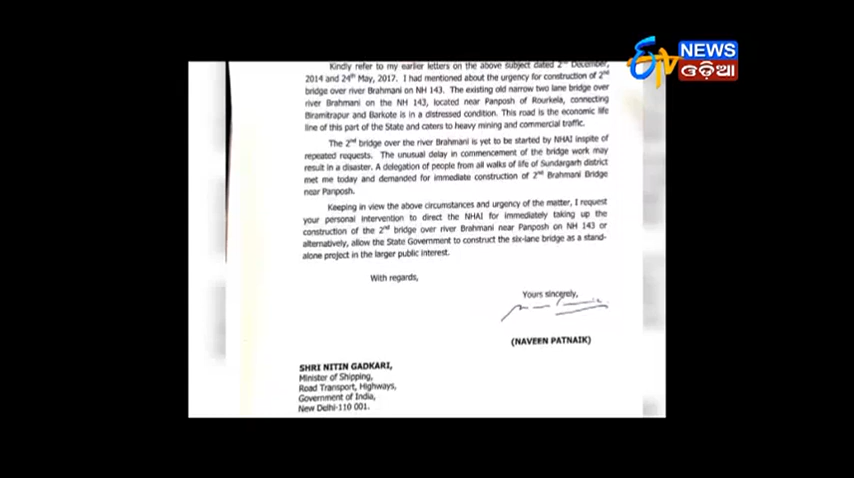 ETV NEWS
ଓଡ଼ିଆ
Kindly refer to my earlier letters on the above subject dated 2nd December,
2014 and 24th May, 2017. I had mentioned about the urgency for construction of 2nd
bridge over river Brahmani on NH 143. The existing old narrow two lane bridge over
river Brahmani on the NH 143, located near Panposh of Rourkela, connecting
Biramitrapur and Barkote is in a distressed condition. This road is the economic life
line of this part of the State and caters to heavy mining and commercial traffic.
The 2nd bridge over the river Brahmani is yet to be started by NHAI inspite of
repeated requests. The unusual delay in commencement of the bridge work may
result in a disaster. A delegation of people from all walks of life of Sundargarh district
met me today and demanded for immediate construction of 2nd Brahmani Bridge
near Panposh.
Keeping in view the above circumstances and urgency of the matter, I request
your personal intervention to direct the NHAI for immediately taking up the
construction of the 2nd bridge over river Brahmani near Panposh on NH 143 or
alternatively, allow the State Government to construct the six-lane bridge as a stand-
alone project in the larger public interest.
With regards,
Yours sincerely,
(NAVEEN PATNAIK)
SHRI NITIN GADKARI,
Minister of Shipping,
Road Transport, Highways,
Government of India,
New Delhi-110 001.